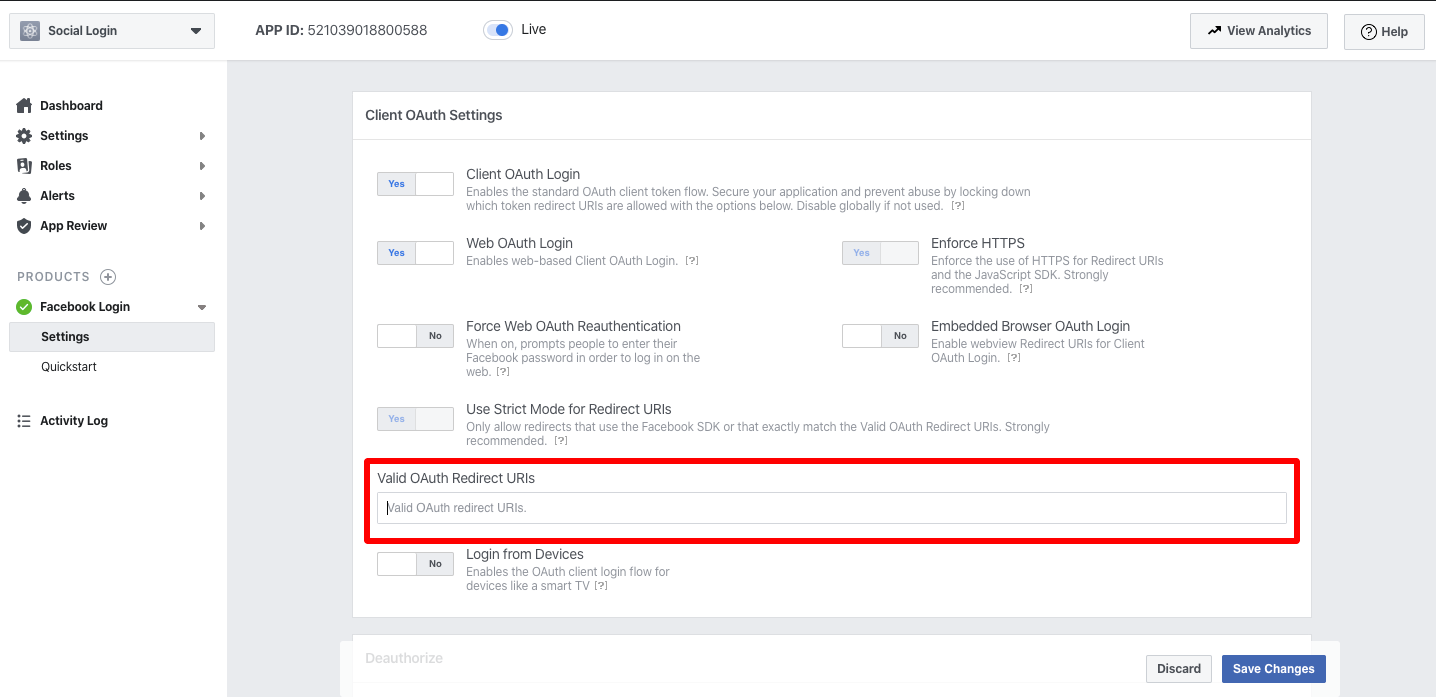 Social Login
APP ID: 521039018800588
Live
View Analytics
Help
Dashboard
Settings
Roles
Alerts
App Review
PRODUCTS
Facebook Login
Settings
Quickstart
Activity Log
Client OAuth Settings
Yes
Client OAuth Login
Enables the standard OAuth client token flow. Secure your application and prevent abuse by locking down
which token redirect URIs are allowed with the options below. Disable globally if not used. [?]
Yes
Web OAuth Login
Enables web-based Client OAuth Login. [?]
Yes
Enforce HTTPS
Enforce the use of HTTPS for Redirect URIs
and the JavaScript SDK. Strongly
recommended. [?]
No
Force Web OAuth Reauthentication
When on, prompts people to enter their
Facebook password in order to log in on the
web. [?]
No
Embedded Browser OAuth Login
Enable webview Redirect URIs for Client
OAuth Login. [?]
Yes
Use Strict Mode for Redirect URIs
Only allow redirects that use the Facebook SDK or that exactly match the Valid OAuth Redirect URIs. Strongly
recommended. [?]
Valid OAuth Redirect URIs
Valid OAuth redirect URIs.
No
Login from Devices
Enables the OAuth client login flow for
devices like a smart TV [?]
Deauthorize
Discard
Save Changes